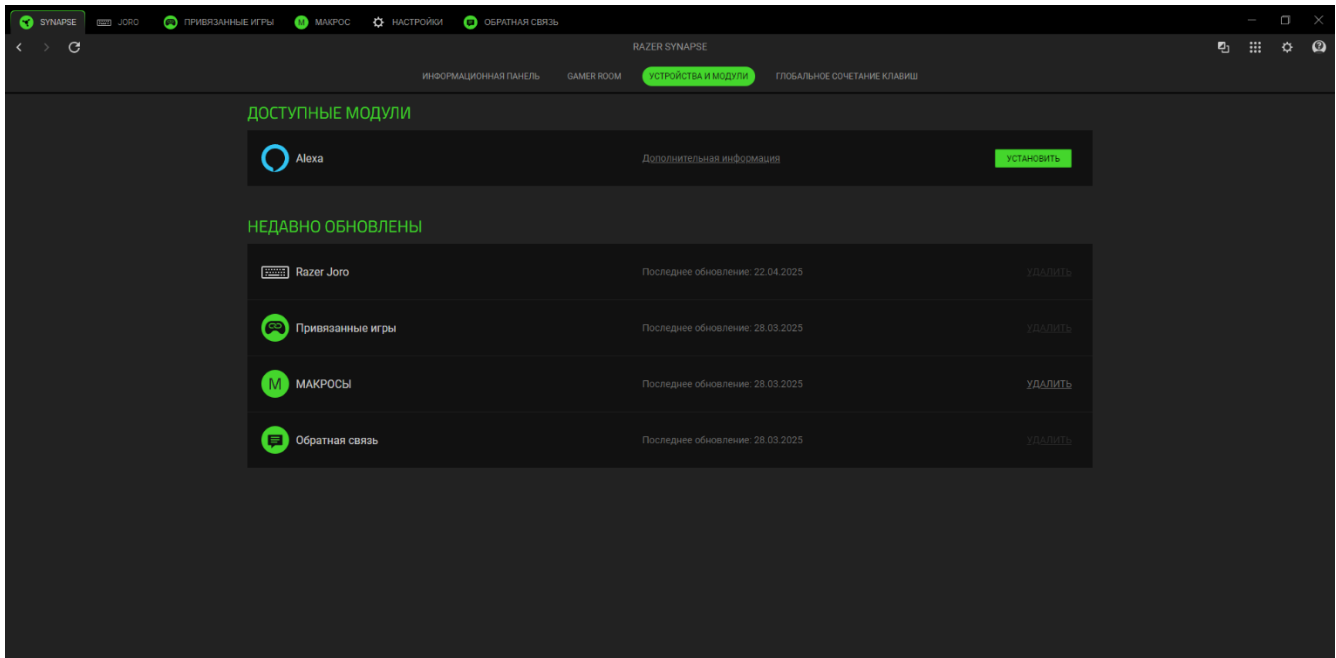 SYNAPSE JORO ПРИВЯЗАННЫЕ ИГРЫ M МАКРОС НАСТРОЙКИ ОБРАТНАЯ СВЯЗЬ
RAZER SYNAPSE
ИНФОРМАЦИОННАЯ ПАНЕЛЬ GAMER ROOM УСТРОЙСТВА И МОДУЛИ ГЛОБАЛЬНОЕ СОЧЕТАНИЕ КЛАВИШ
ДОСТУПНЫЕ МОДУЛИ
Alexa Дополнительная информация УСТАНОВИТЬ
НЕДАВНО ОБНОВЛЕНЫ
Razer Joro Последнее обновление: 22.04.2025 УДАЛИТЬ
Привязанные игры Последнее обновление: 28.03.2025 УДАЛИТЬ
M МАКРОСЫ Последнее обновление: 28.03.2025 УДАЛИТЬ
Обратная связь Последнее обновление: 28.03.2025 УДАЛИТЬ